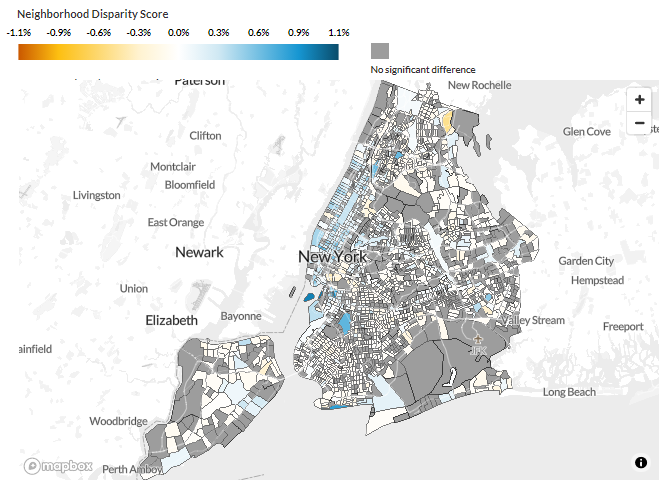 Neighborhood Disparity Score
-1.1% -0.9% -0.6% -0.3% 0.0% 0.3% 0.6% 0.9% 1.1%
No significant difference
Paterson
New Rochelle
+
−
Clifton
Glen Cove
Montclair
Bloomfield
Livingston
East Orange
Newark
New York
Garden City
Hempstead
Union
Elizabeth
Bayonne
Valley Stream
Freeport
JFK
ainfield
Long Beach
Woodbridge
mapbox
Perth Amboy
i